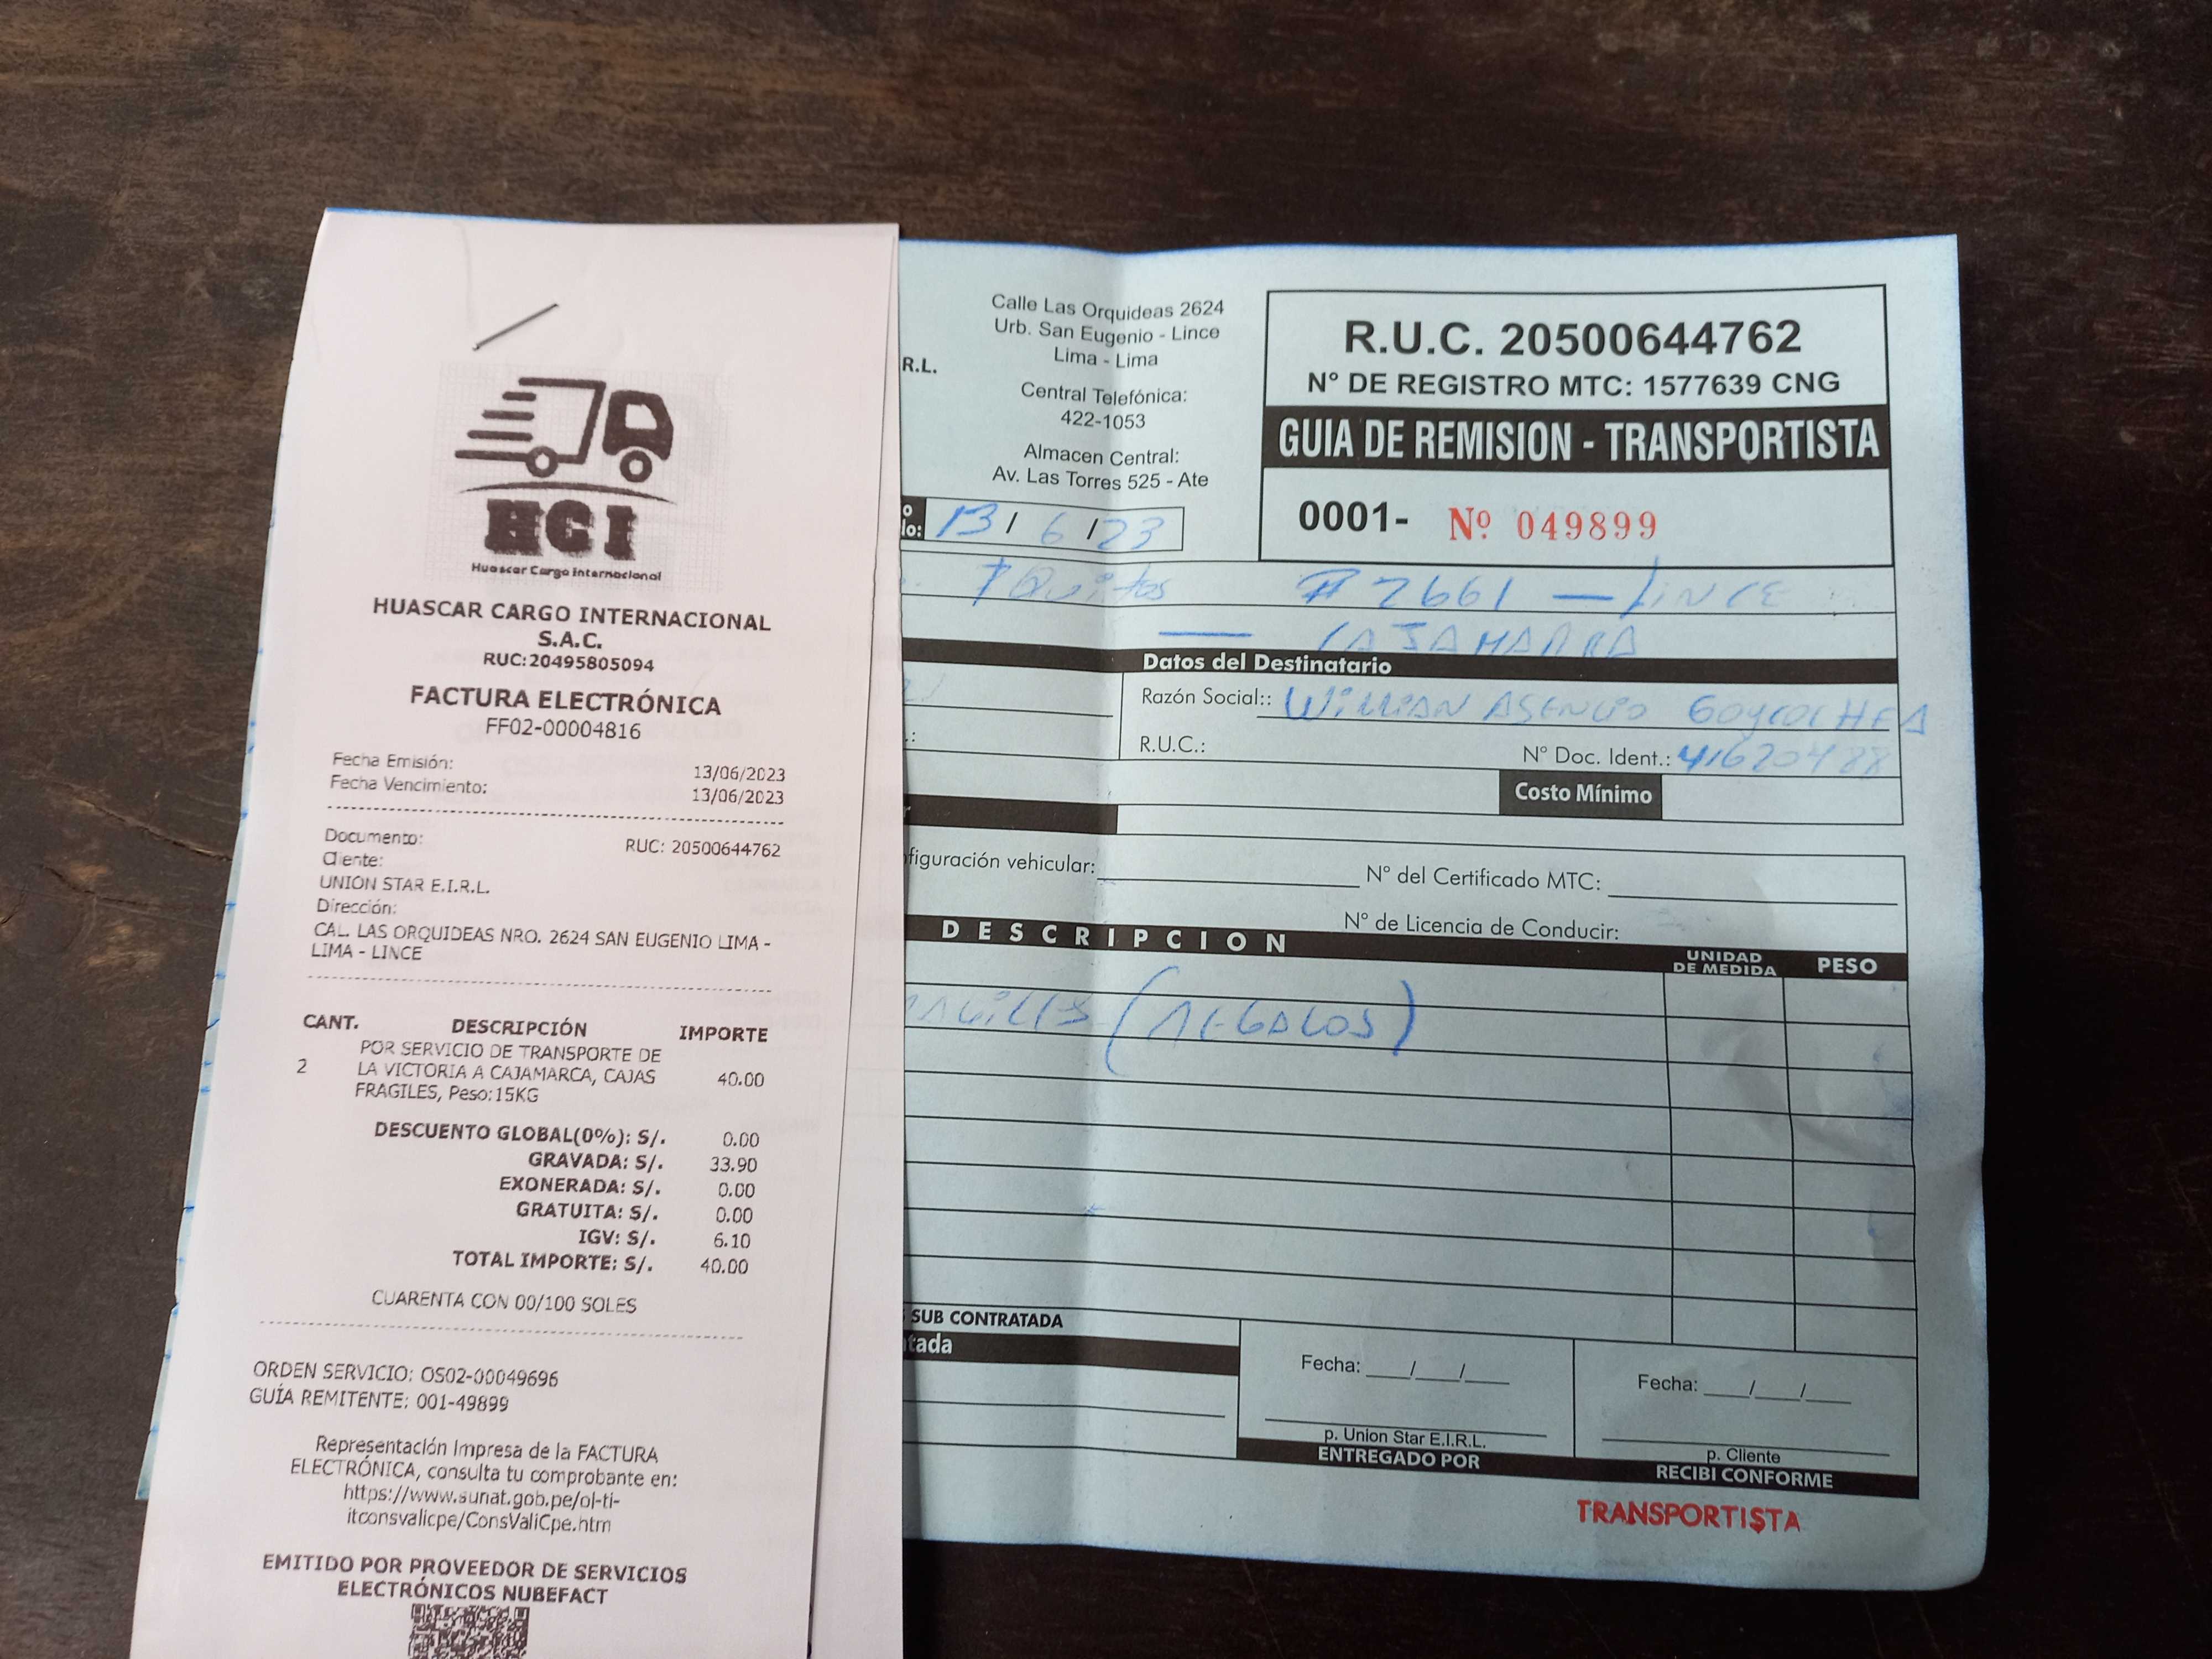 HCI
Huascar Cargo Internacional
HUASCAR CARGO INTERNACIONAL
S.A.C.
RUC:20495805094
FACTURA ELECTRÓNICA
FF02-00004816
Fecha Emisión: 13/06/2023
Fecha Vencimiento: 13/06/2023
Documento: RUC: 20500644762
Cliente:
UNION STAR E.I.R.L.
Dirección:
CAL. LAS ORQUIDEAS NRO. 2624 SAN EUGENIO LIMA -
LIMA - LINCE
CANT. DESCRIPCIÓN IMPORTE
POR SERVICIO DE TRANSPORTE DE
2 LA VICTORIA A CAJAMARCA, CAJAS 40.00
FRAGILES, Peso:15KG
DESCUENTO GLOBAL(0%): S/. 0.00
GRAVADA: S/. 33.90
EXONERADA: S/. 0.00
GRATUITA: S/. 0.00
IGV: S/. 6.10
TOTAL IMPORTE: S/. 40.00
CUARENTA CON 00/100 SOLES
ORDEN SERVICIO: OS02-00049696
GUÍA REMITENTE: 001-49899
Representación Impresa de la FACTURA
ELECTRÓNICA, consulta tu comprobante en:
https://www.sunat.gob.pe/ol-ti-
itconsvalicpe/ConsValiCpe.htm
EMITIDO POR PROVEEDOR DE SERVICIOS
ELECTRÓNICOS NUBEFACT
R.L.
Calle Las Orquideas 2624
Urb. San Eugenio - Lince
Lima - Lima
Central Telefónica:
422-1053
Almacen Central:
Av. Las Torres 525 - Ate
R.U.C. 20500644762
N° DE REGISTRO MTC: 1577639 CNG
GUIA DE REMISION - TRANSPORTISTA
0001- Nº 049899
13 / 6 / 23
Iquitos # 2661 — LINCE
— CAJAMARCA
Datos del Destinatario
Razón Social:: WILLIAN ASENCIO GOYCOCHEA
R.U.C.: N° Doc. Ident.: 41620488
Costo Mínimo
figuración vehicular: N° del Certificado MTC:
N° de Licencia de Conducir:
DESCRIPCION UNIDAD DE MEDIDA PESO
(REGALOS)
SUB CONTRATADA
tada
Fecha: / / Fecha: / /
p. Union Star E.I.R.L. p. Cliente
ENTREGADO POR RECIBI CONFORME
TRANSPORTISTA